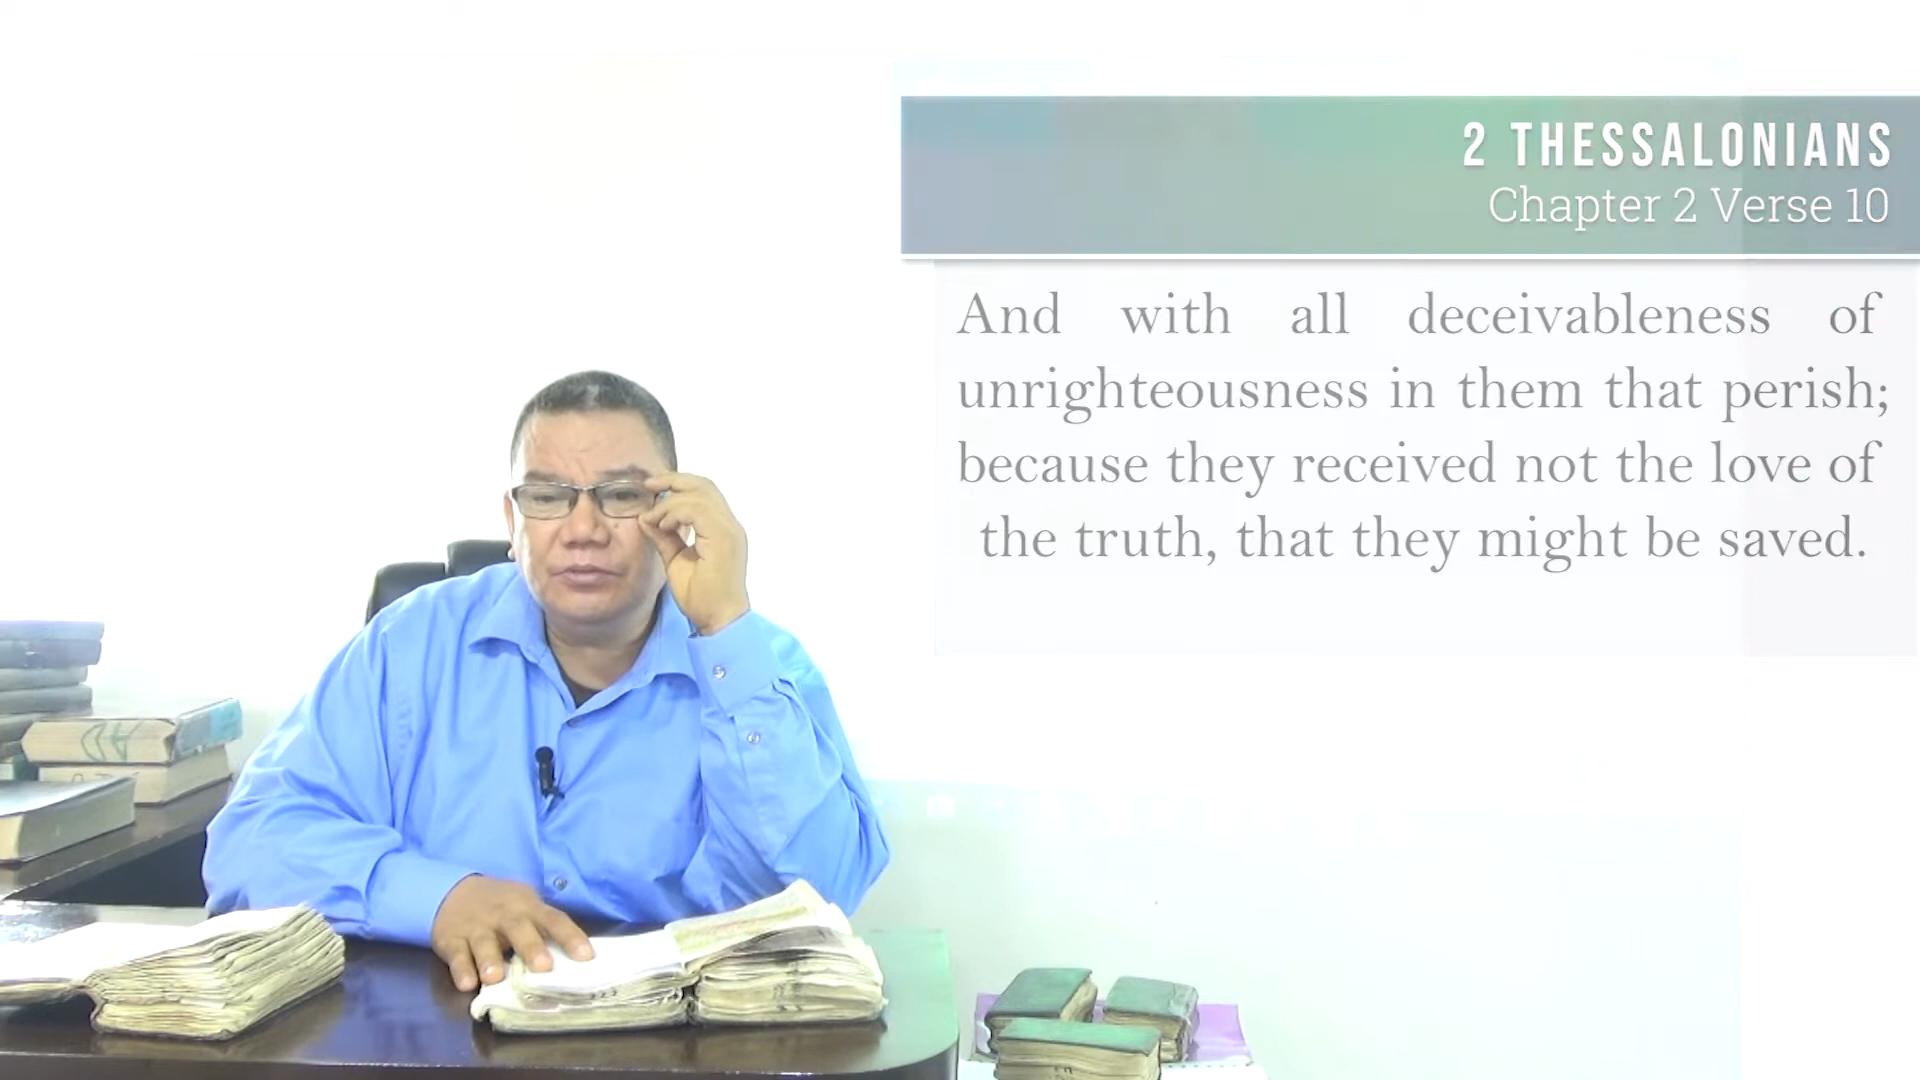 2 THESSALONIANS
Chapter 2 Verse 10
And with all deceivableness of
unrighteousness in them that perish;
because they received not the love of
the truth, that they might be saved.